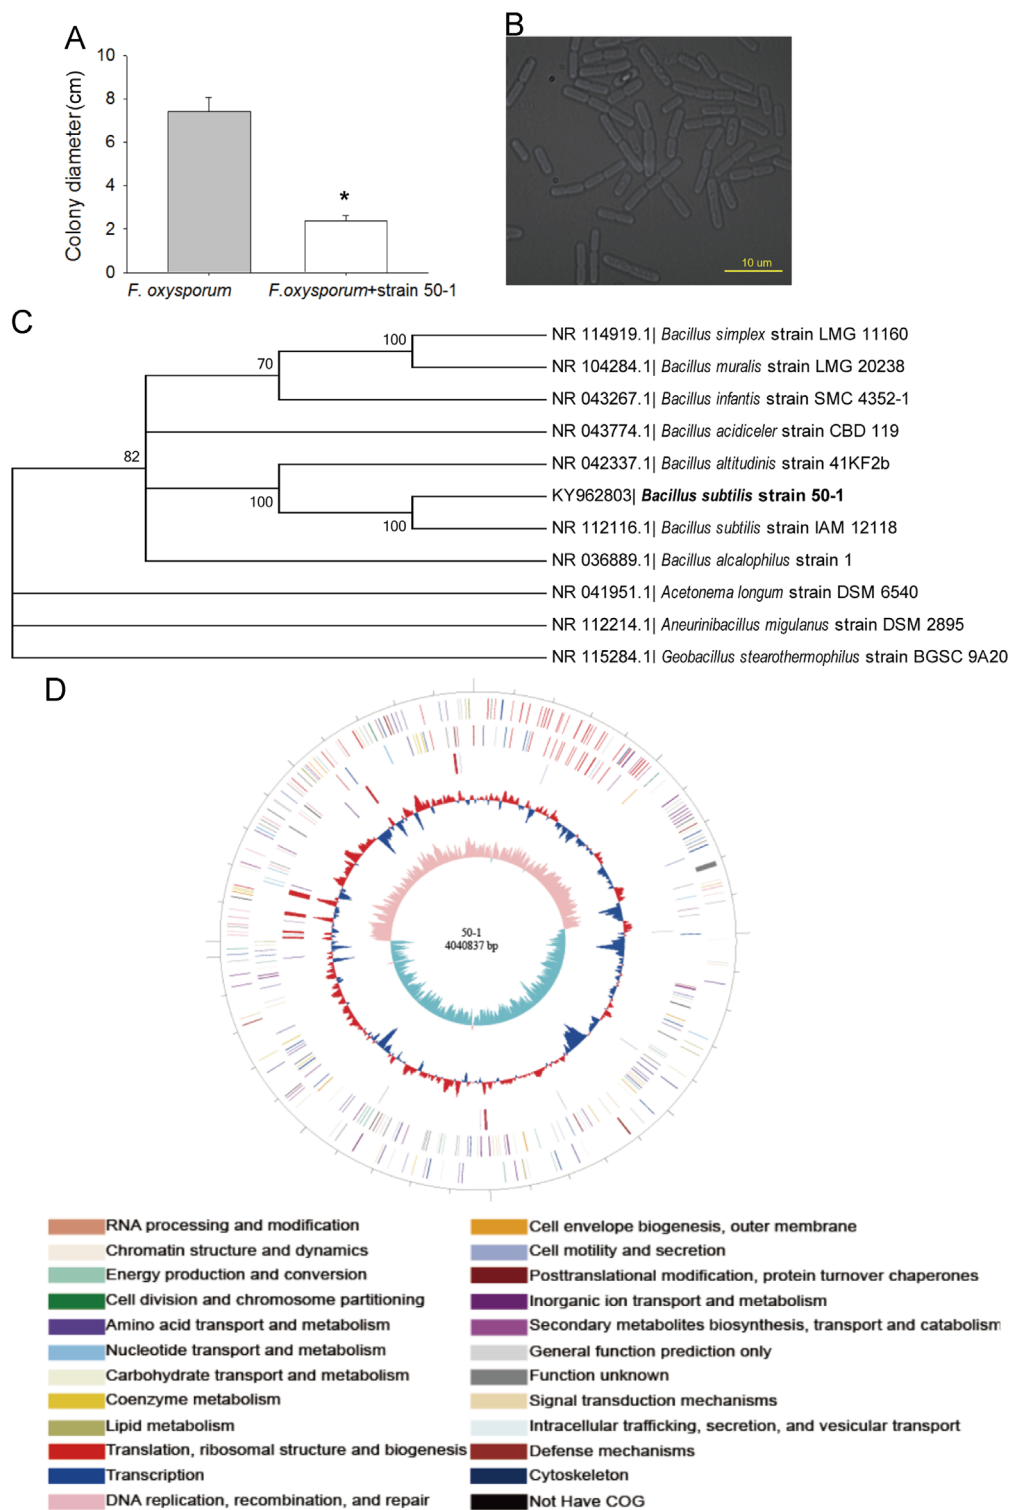 A
B
10
8
6
4
2
0
Colony diameter(cm)
*
F. oxysporum
F.oxysporum+strain 50-1
10 um
C
100
70
82
100
100
NR 114919.1| Bacillus simplex strain LMG 11160
NR 104284.1| Bacillus muralis strain LMG 20238
NR 043267.1| Bacillus infantis strain SMC 4352-1
NR 043774.1| Bacillus acidiceler strain CBD 119
NR 042337.1| Bacillus altitudinis strain 41KF2b
KY962803| Bacillus subtilis strain 50-1
NR 112116.1| Bacillus subtilis strain IAM 12118
NR 036889.1| Bacillus alcalophilus strain 1
NR 041951.1| Acetonema longum strain DSM 6540
NR 112214.1| Aneurinibacillus migulanus strain DSM 2895
NR 115284.1| Geobacillus stearothermophilus strain BGSC 9A20
D
50-1
4040837 bp
RNA processing and modification
Chromatin structure and dynamics
Energy production and conversion
Cell division and chromosome partitioning
Amino acid transport and metabolism
Nucleotide transport and metabolism
Carbohydrate transport and metabolism
Coenzyme metabolism
Lipid metabolism
Translation, ribosomal structure and biogenesis
Transcription
DNA replication, recombination, and repair
Cell envelope biogenesis, outer membrane
Cell motility and secretion
Posttranslational modification, protein turnover chaperones
Inorganic ion transport and metabolism
Secondary metabolites biosynthesis, transport and catabolism
General function prediction only
Function unknown
Signal transduction mechanisms
Intracellular trafficking, secretion, and vesicular transport
Defense mechanisms
Cytoskeleton
Not Have COG